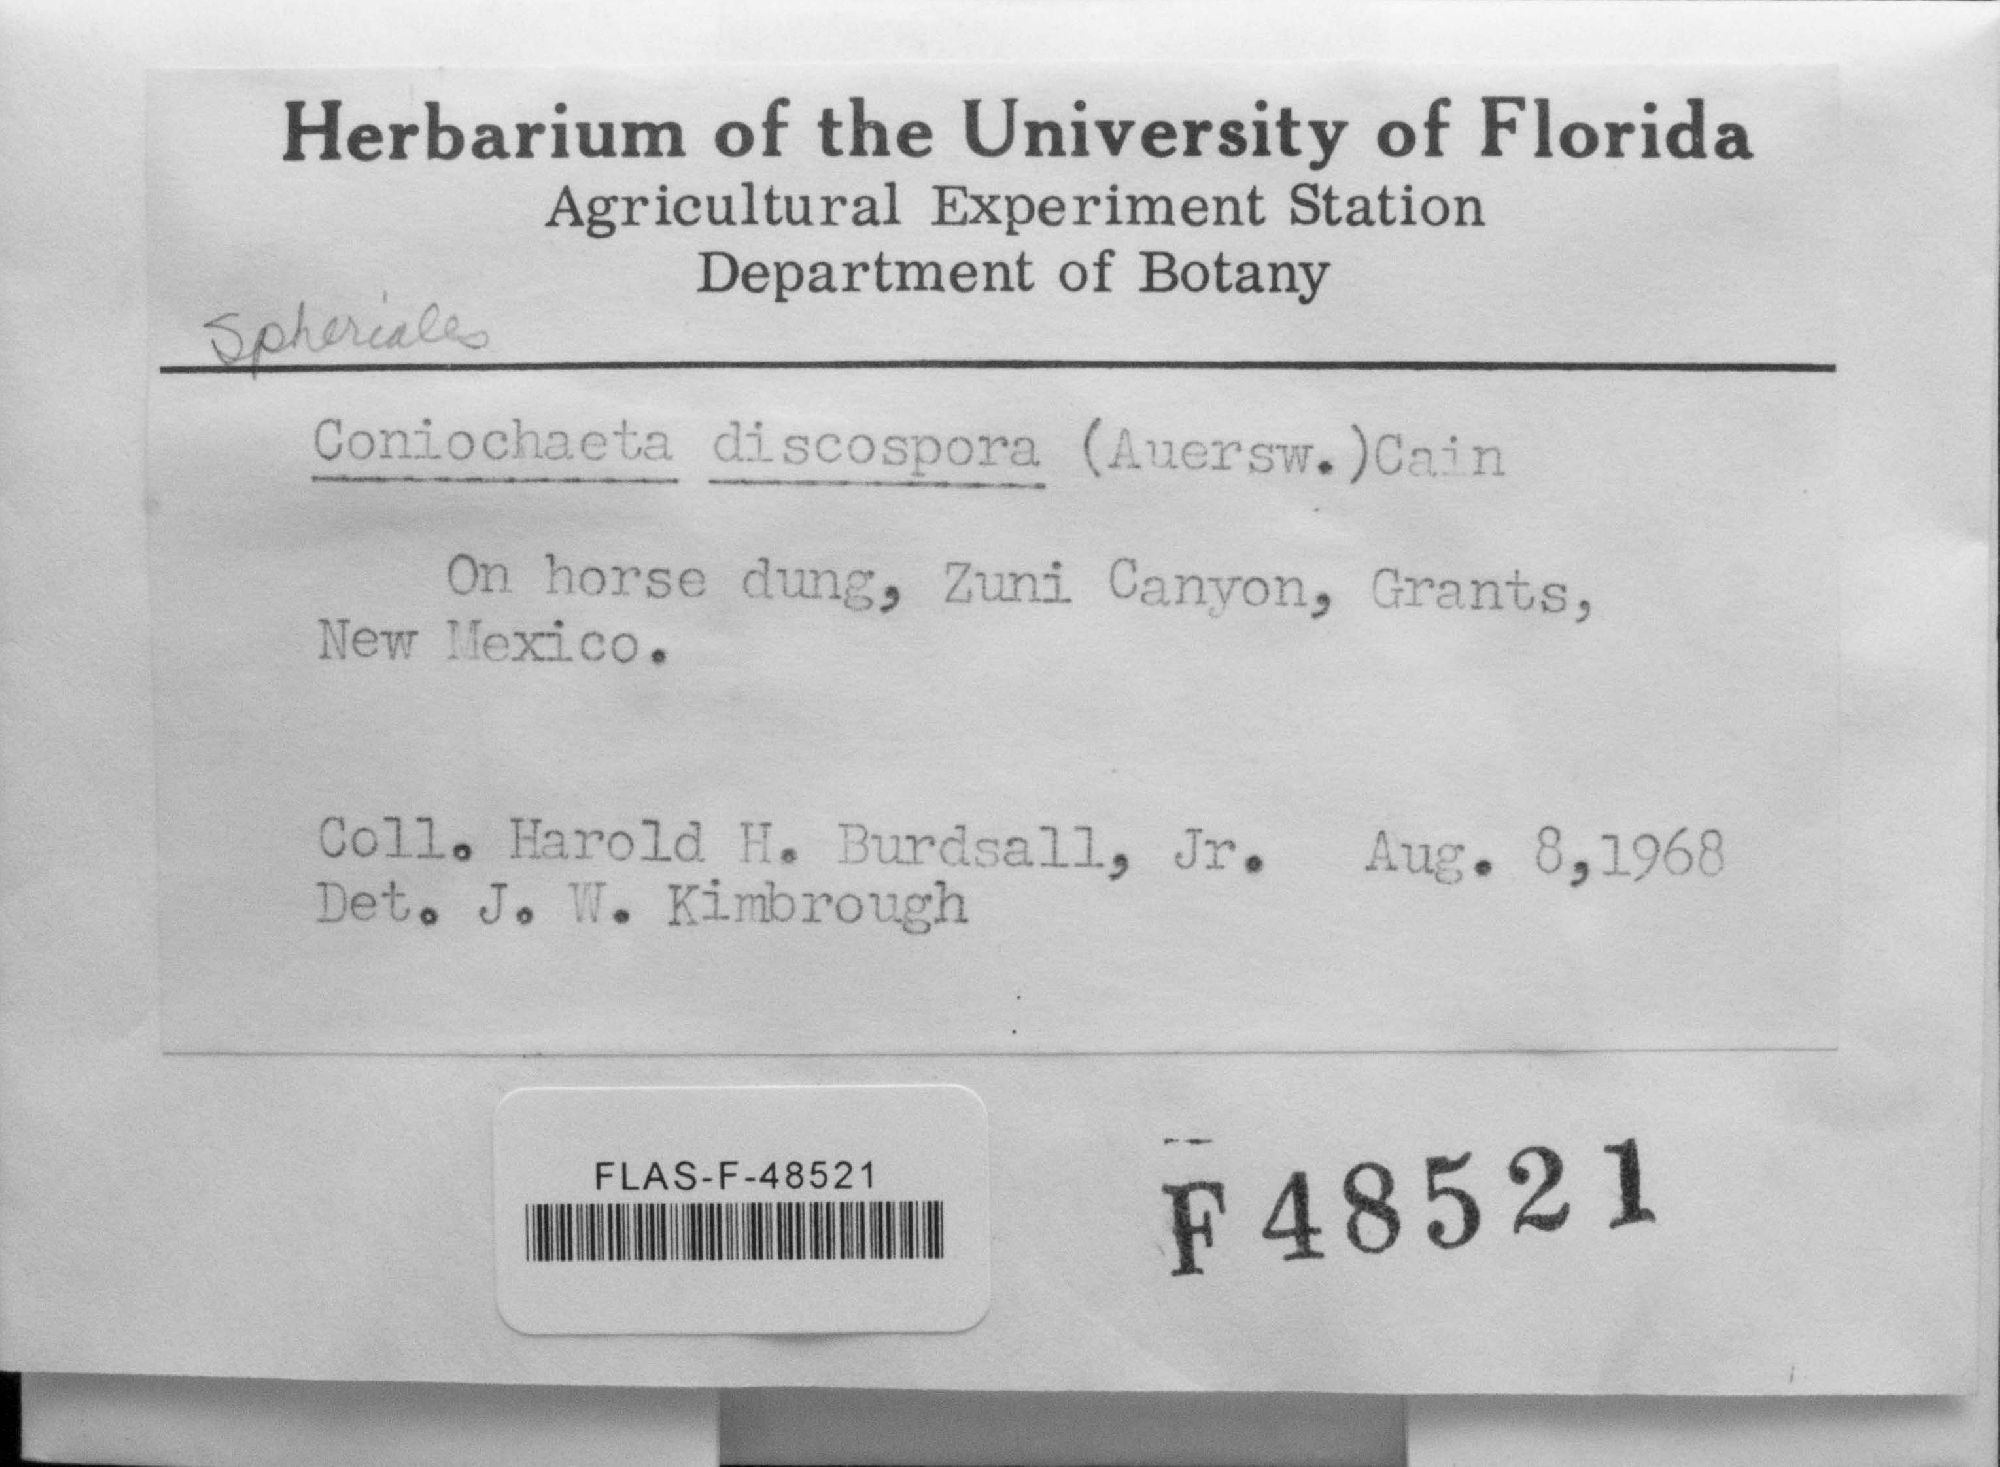 Herbarium of the University of Florida
Agricultural Experiment Station
Department of Botany
Spheriales
Coniochaeta discospora (Auersw.)Cain
On horse dung, Zuni Canyon, Grants,
New Mexico.
Coll. Harold H. Burdsall, Jr. Aug. 8,1968
Det. J. W. Kimbrough
FLAS-F-48521
F 48521